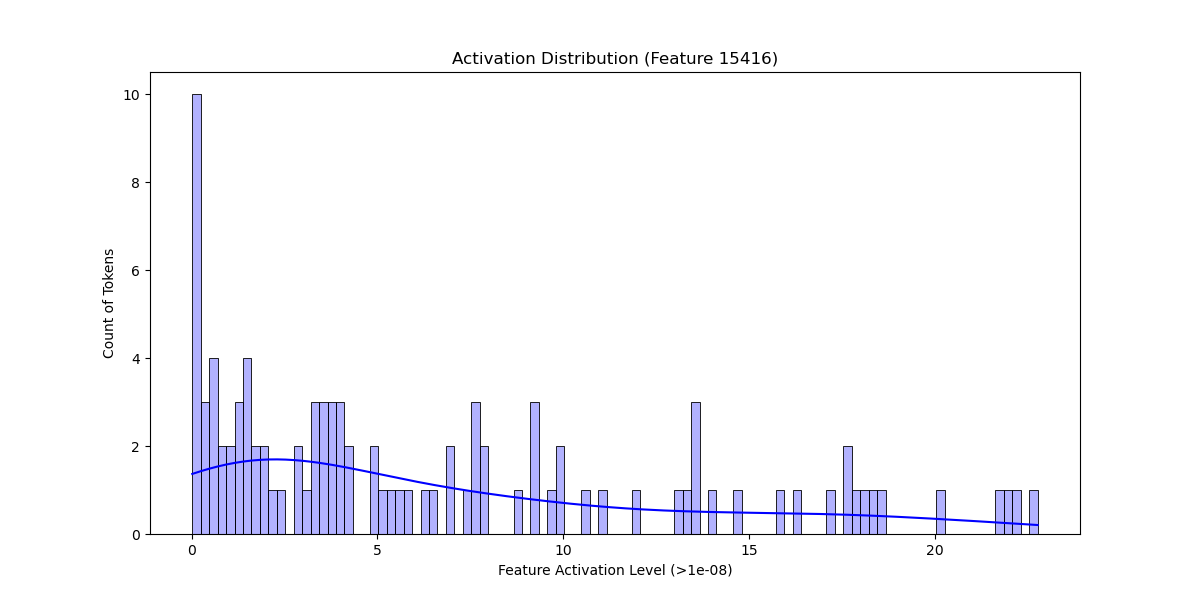 Activation Distribution (Feature 15416)
10
8
6
4
2
0
Count of Tokens
0 5 10 15 20
Feature Activation Level (>1e-08)